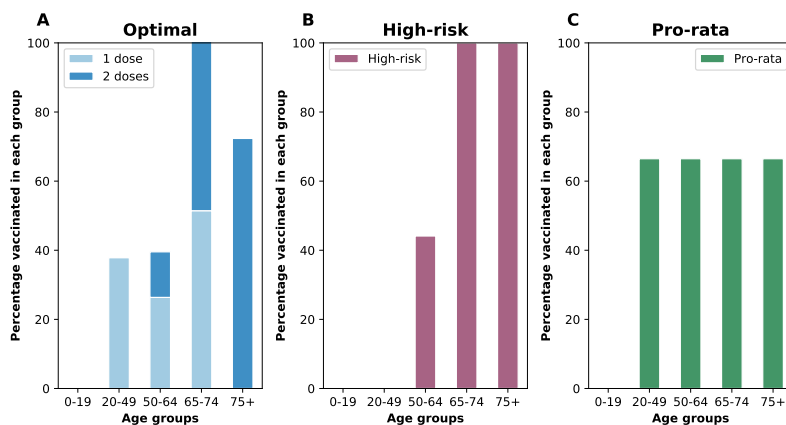 A
Optimal
Percentage vaccinated in each group
100
80
60
40
20
0
1 dose
2 doses
0-19 20-49 50-64 65-74 75+
Age groups
B
High-risk
Percentage vaccinated in each group
100
80
60
40
20
0
High-risk
0-19 20-49 50-64 65-74 75+
Age groups
C
Pro-rata
Percentage vaccinated in each group
100
80
60
40
20
0
Pro-rata
0-19 20-49 50-64 65-74 75+
Age groups